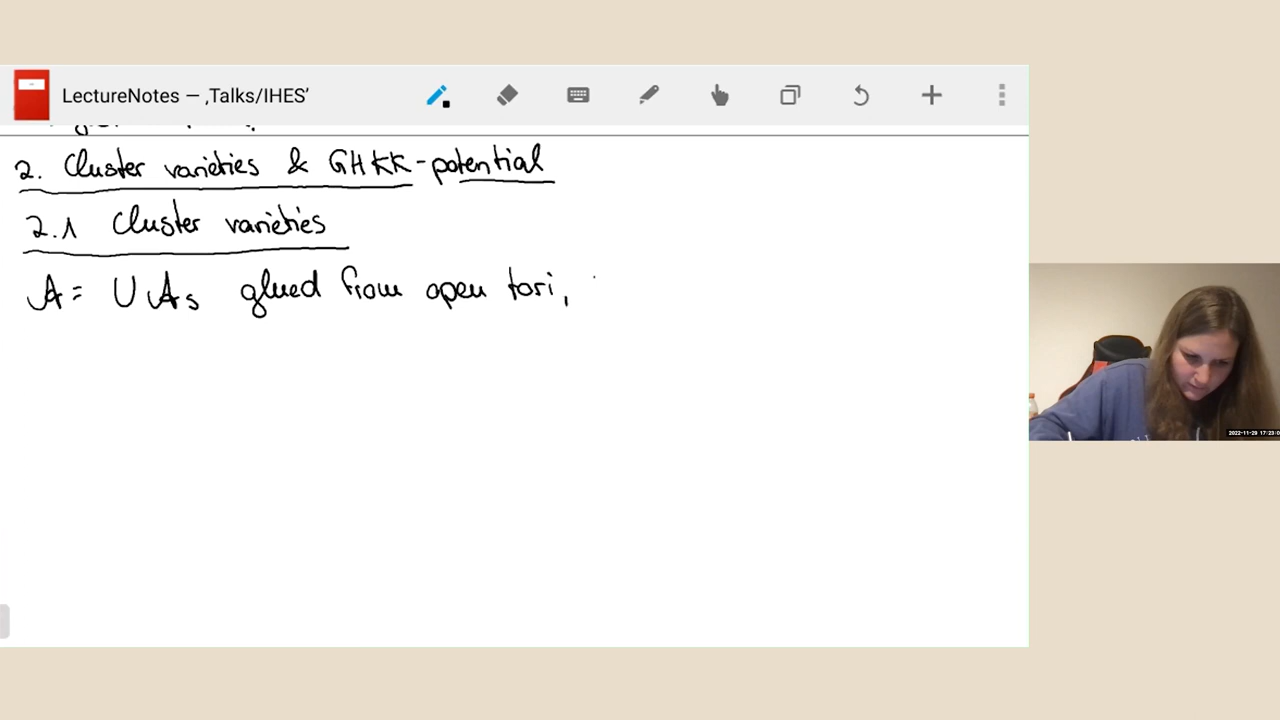 LectureNotes — ‚Talks/IHES’
2. Cluster varieties & GHKK-potential
2.1 Cluster varieties
A = ∪ A_s glued from open tori,